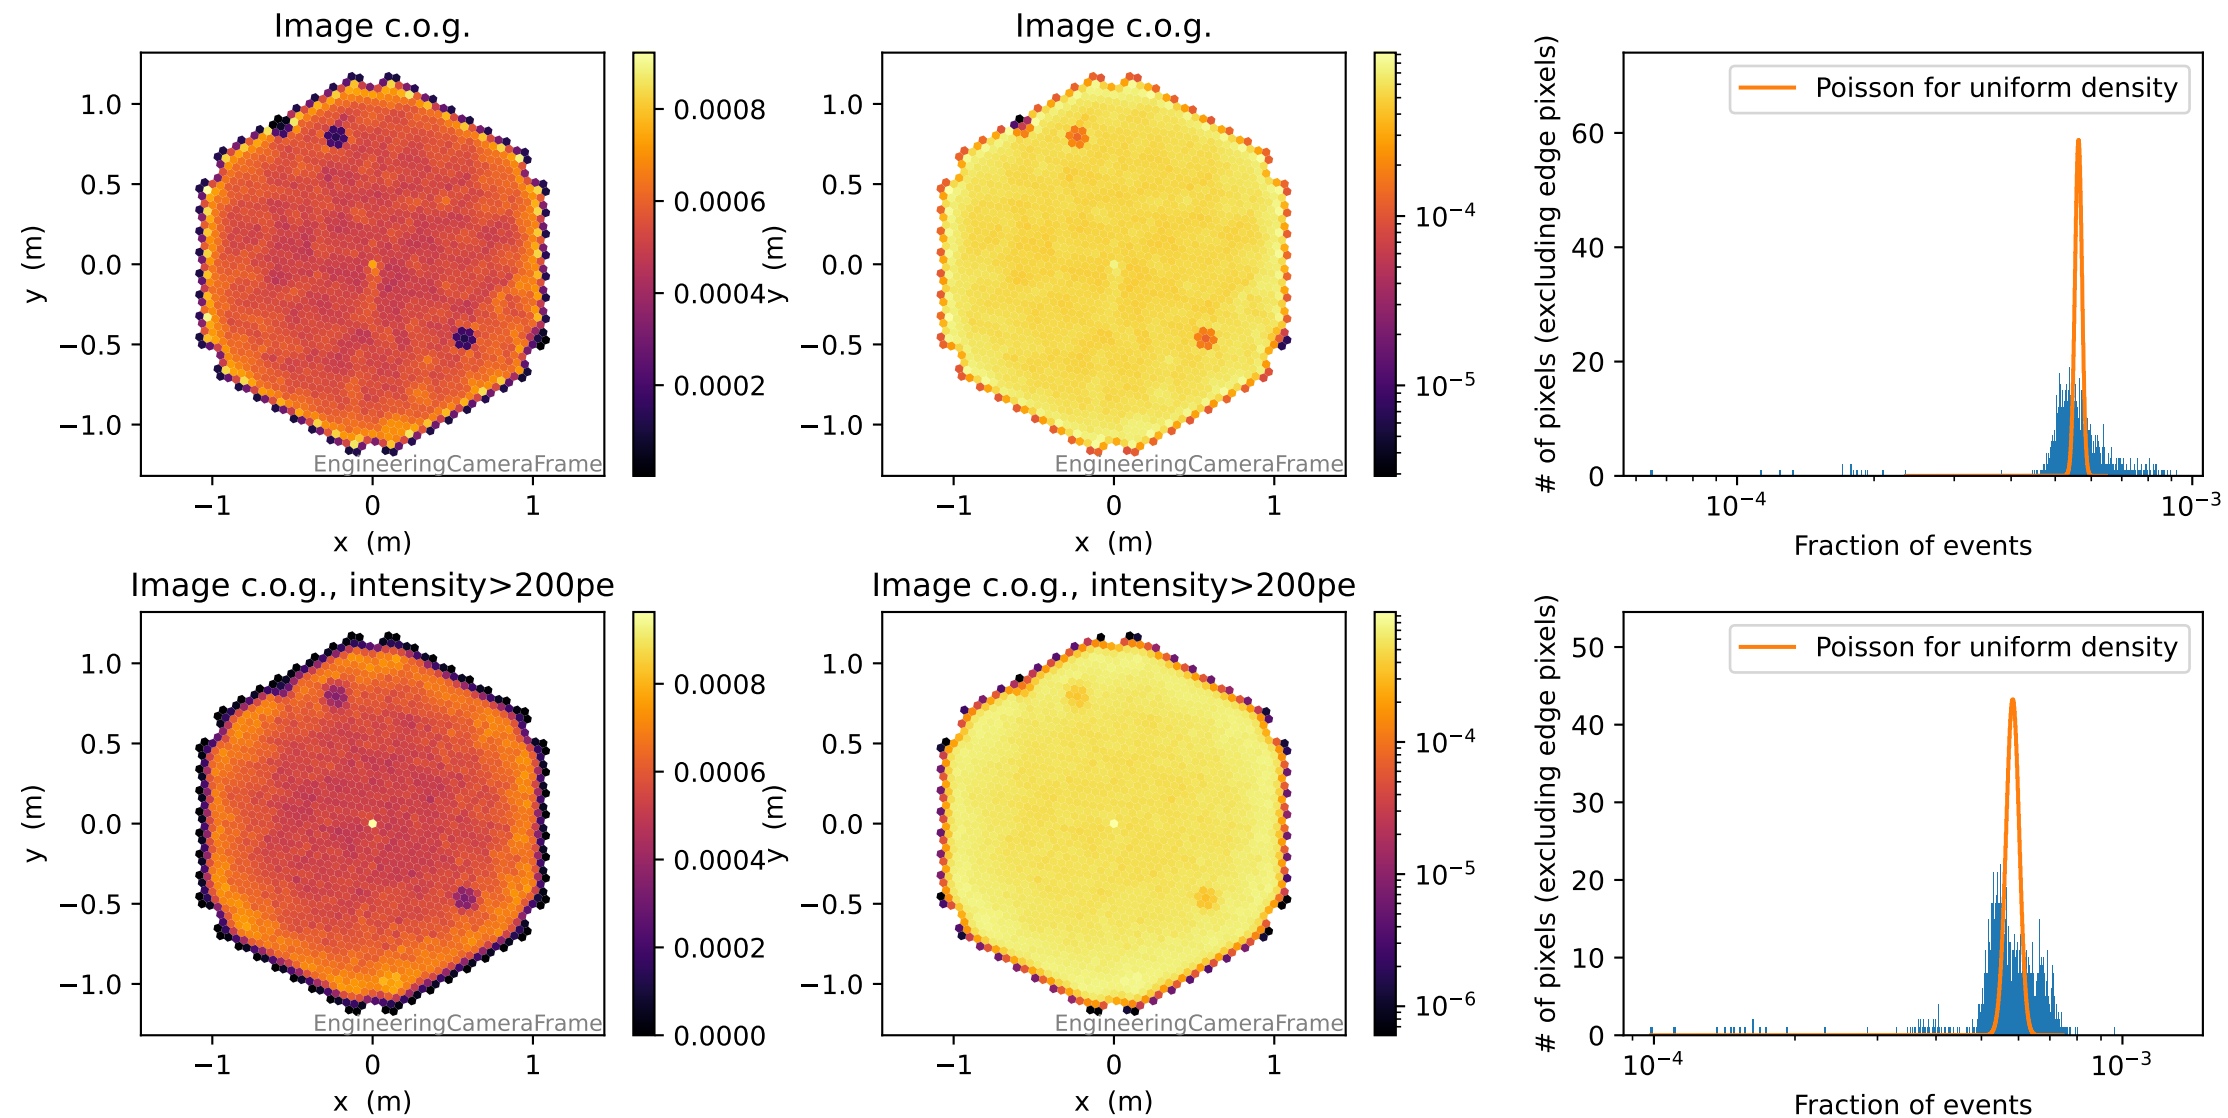 Image c.o.g.
y (m)
1.0
0.5
0.0
−0.5
−1.0
−1
0
1
x (m)
EngineeringCameraFrame
0.0008
0.0006
0.0004
0.0002
Image c.o.g.
y (m)
1.0
0.5
0.0
−0.5
−1.0
−1
0
1
x (m)
EngineeringCameraFrame
10⁻⁴
10⁻⁵
# of pixels (excluding edge pixels)
60
40
20
0
Poisson for uniform density
10⁻⁴
10⁻³
Fraction of events
Image c.o.g., intensity>200pe
y (m)
1.0
0.5
0.0
−0.5
−1.0
−1
0
1
x (m)
EngineeringCameraFrame
0.0008
0.0006
0.0004
0.0002
0.0000
Image c.o.g., intensity>200pe
y (m)
1.0
0.5
0.0
−0.5
−1.0
−1
0
1
x (m)
EngineeringCameraFrame
10⁻⁴
10⁻⁵
10⁻⁶
# of pixels (excluding edge pixels)
50
40
30
20
10
0
Poisson for uniform density
10⁻⁴
10⁻³
Fraction of events